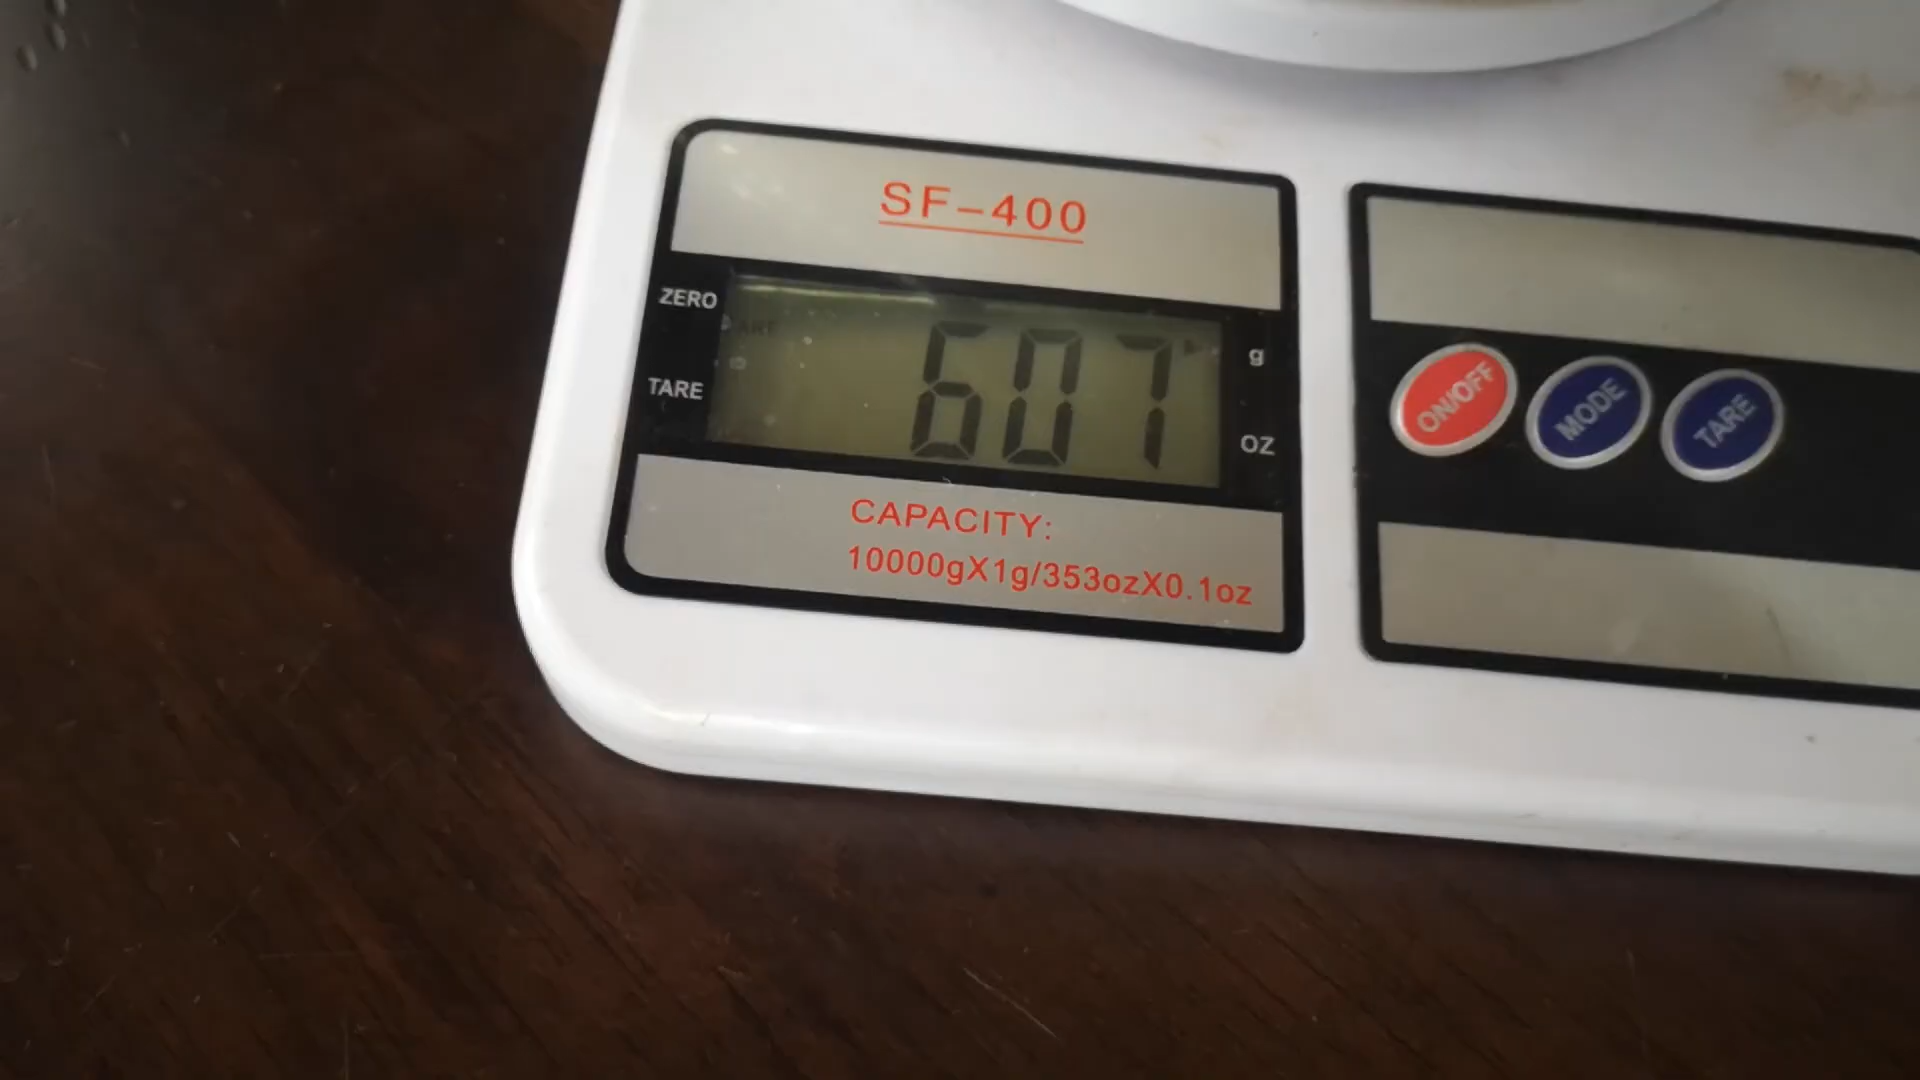 SF-400
ZERO
TARE
607
g
OZ
CAPACITY:
10000gX1g/353ozX0.1oz
ON/OFF
MODE
TARE